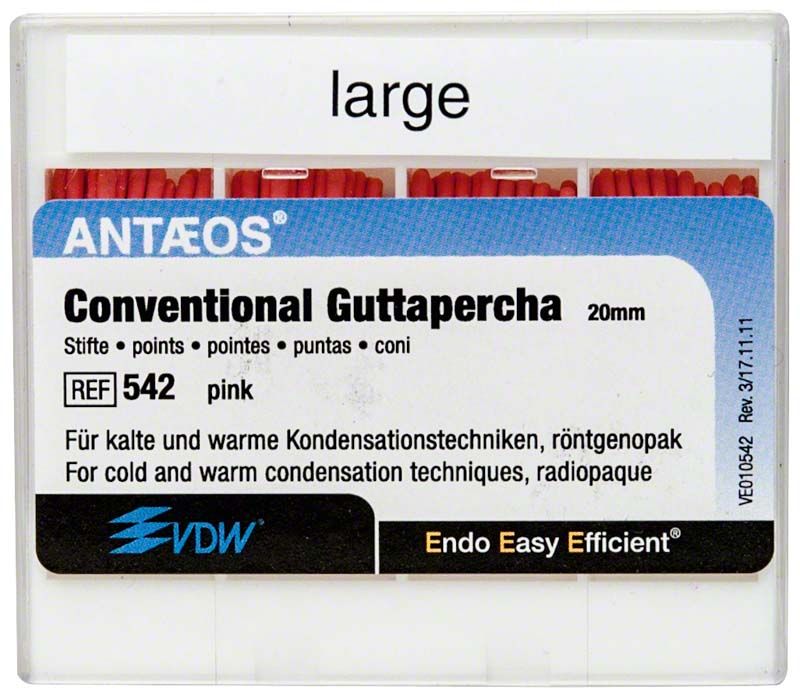 large
ANTÆOS®
Conventional Guttapercha 20mm
Stifte • points • pointes • puntas • coni
REF 542 pink
Für kalte und warme Kondensationstechniken, röntgenopak
For cold and warm condensation techniques, radiopaque
VE010542 Rev. 3/17.11.11
VDW®
Endo Easy Efficient®